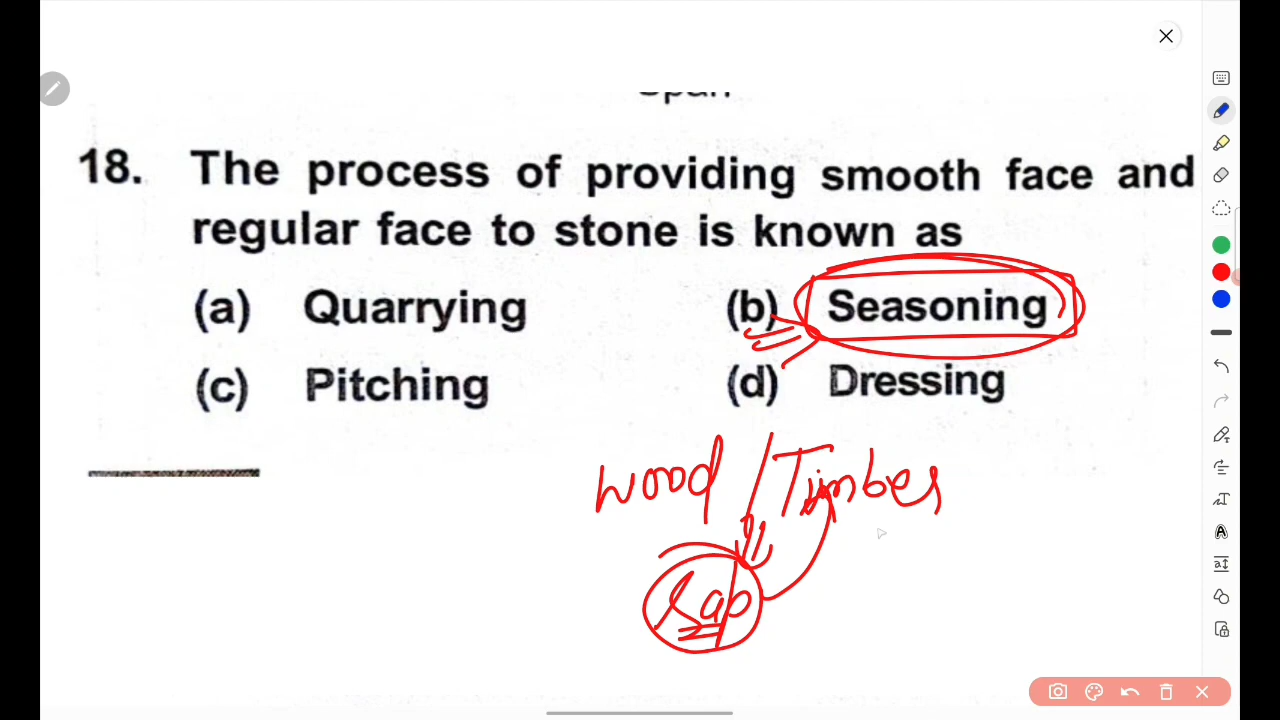 Span
18. The process of providing smooth face and
regular face to stone is known as
(a) Quarrying (b) Seasoning
(c) Pitching (d) Dressing
Wood / Timber
Sap